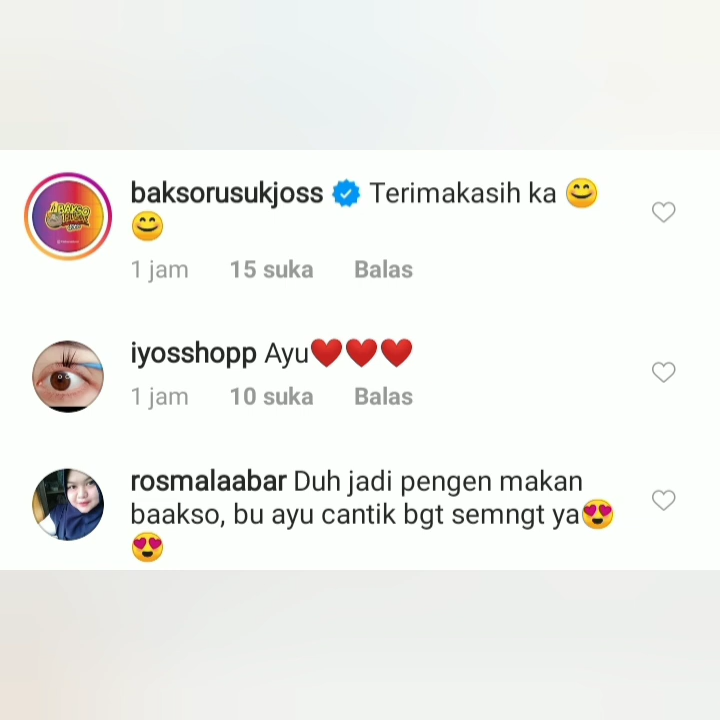 baksorusukjoss Terimakasih ka 😊
😊
1 jam 15 suka Balas
iyosshopp Ayu❤️❤️❤️
1 jam 10 suka Balas
rosmalaabar Duh jadi pengen makan
baakso, bu ayu cantik bgt semngt ya😍
😍